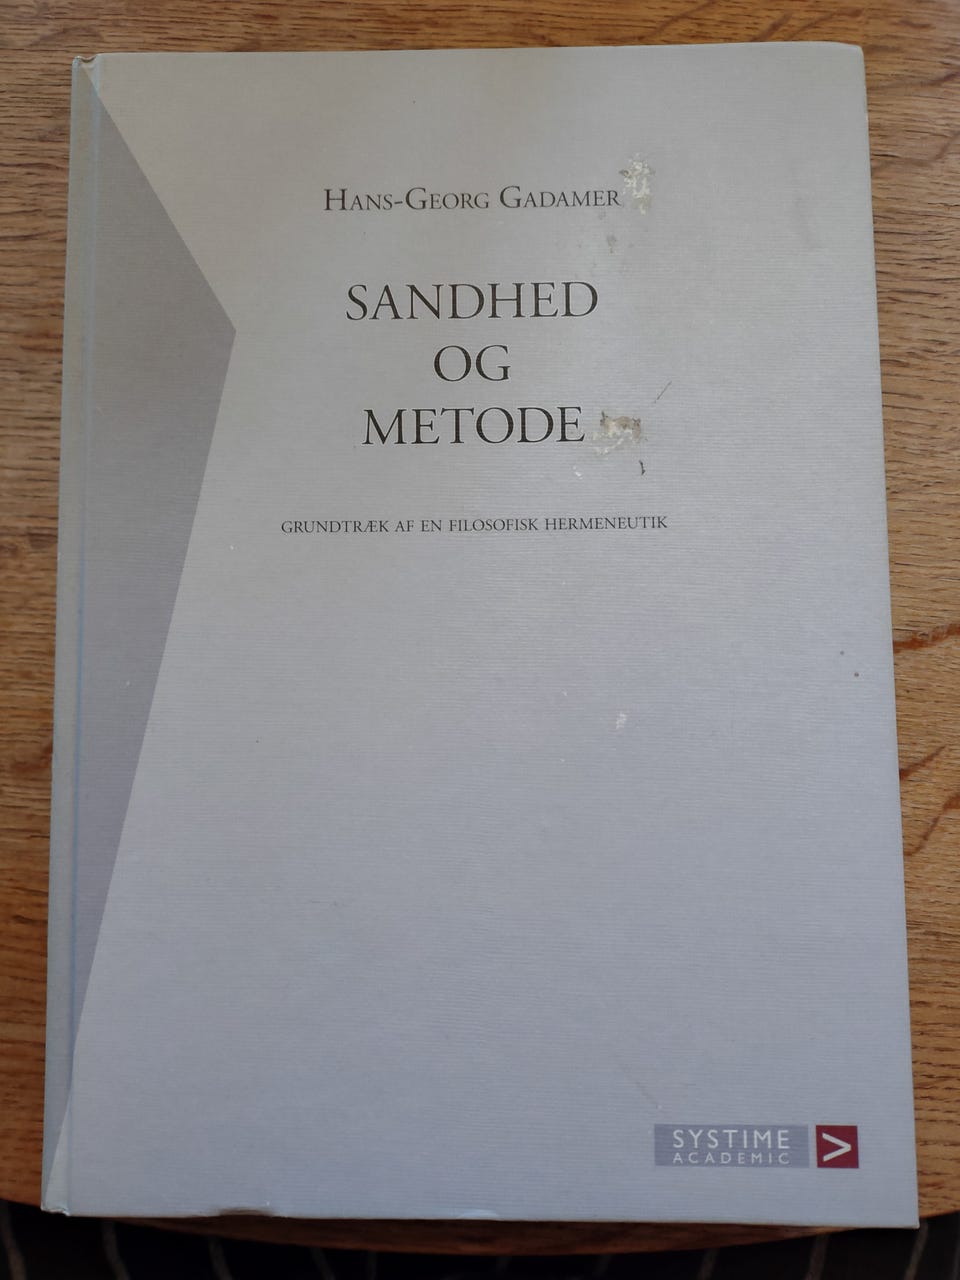 HANS-GEORG GADAMER
SANDHED
OG
METODE
GRUNDTRÆK AF EN FILOSOFISK HERMENEUTIK
SYSTIME
ACADEMIC